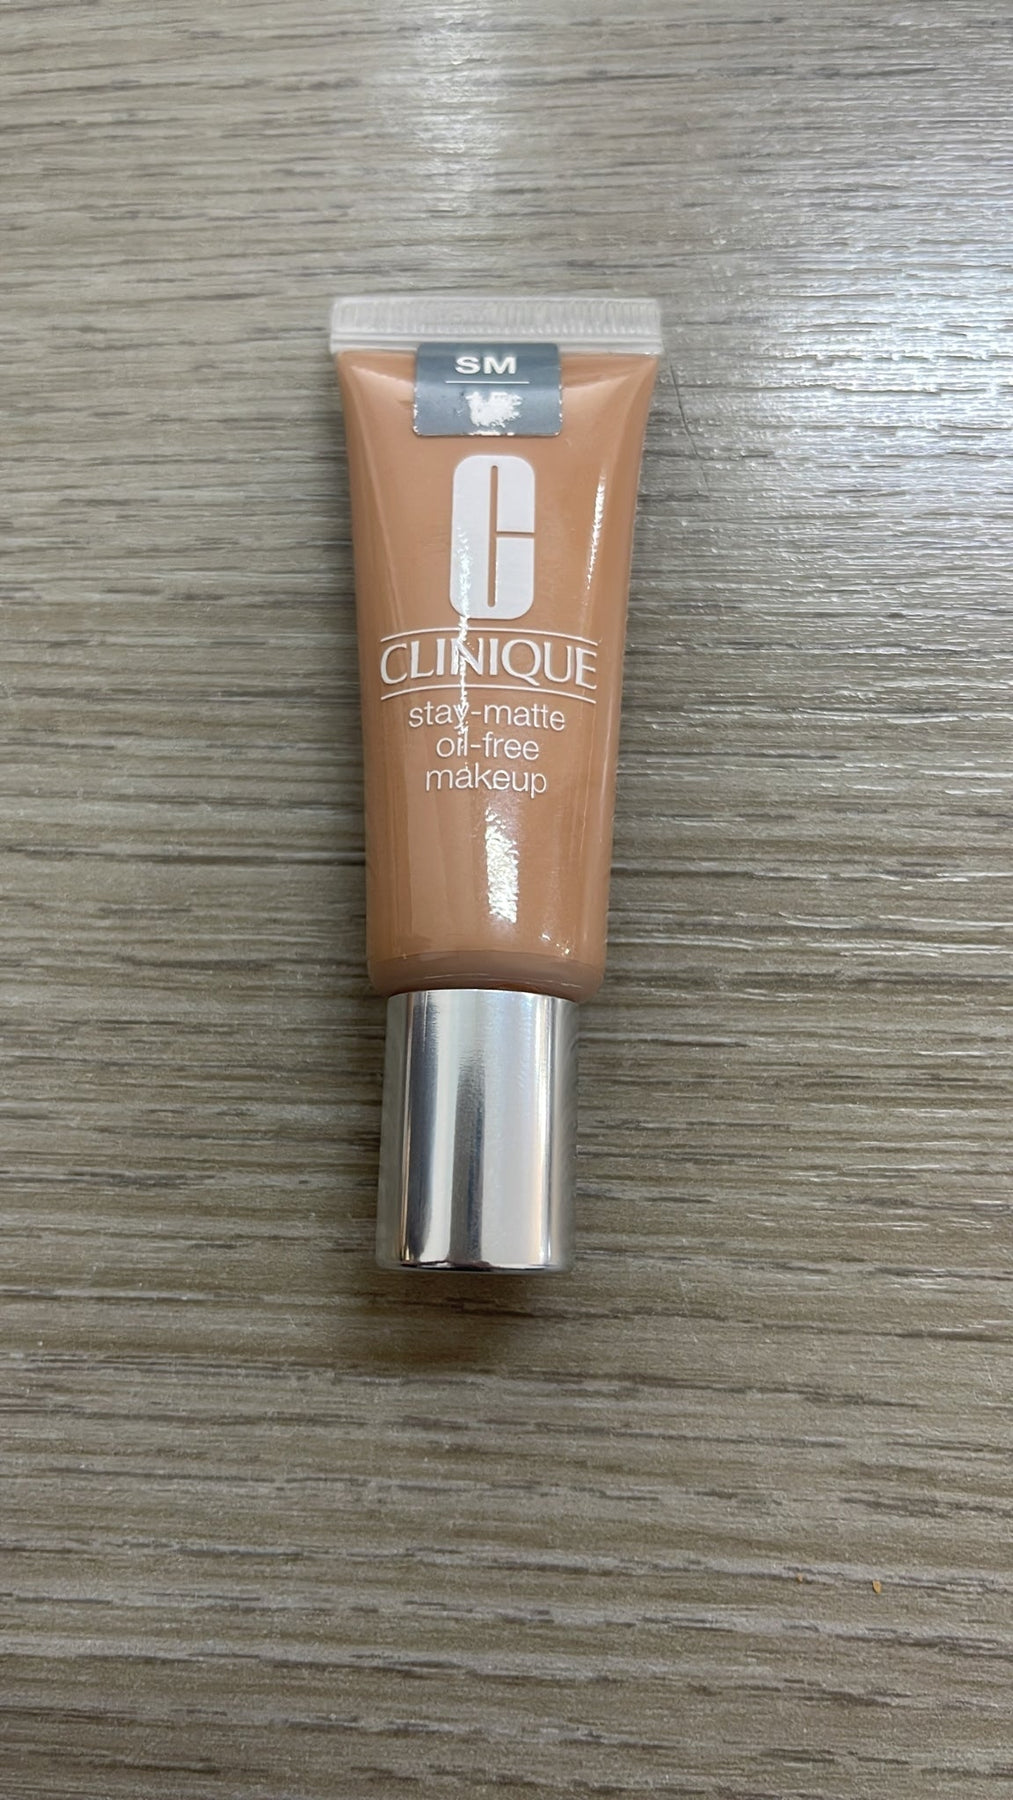 SM
C
CLINIQUE
stay-matte
oil-free
makeup